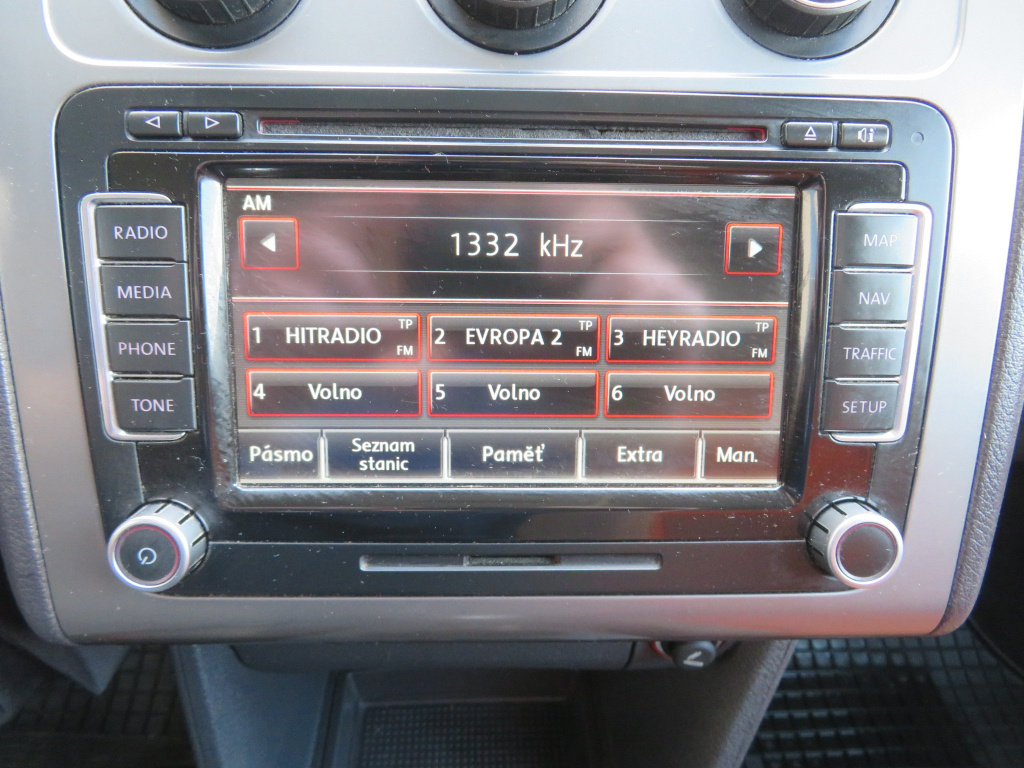 AM
1332 kHz
RADIO
MEDIA
PHONE
TONE
1 HITRADIO TP FM
2 EVROPA 2 TP FM
3 HEYRADIO TP FM
4 Volno
5 Volno
6 Volno
Pásmo
Seznam
stanic
Paměť
Extra
Man.
MAP
NAV
TRAFFIC
SETUP